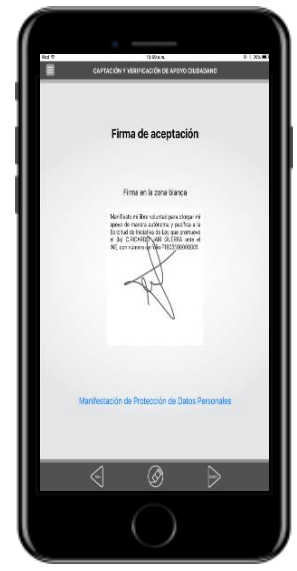 CAPTACIÓN Y VERIFICACIÓN DE APOYO CIUDADANO
Firma de aceptación
Firma en la zona blanca
Manifiesto mi libre voluntad para otorgar mi
apoyo de manera autónoma y pacífica a la
Solicitud de Iniciativa de Ley que promueve
el (la) C. GUERRA ante el
INE, con número de folio
Manifestación de Protección de Datos Personales